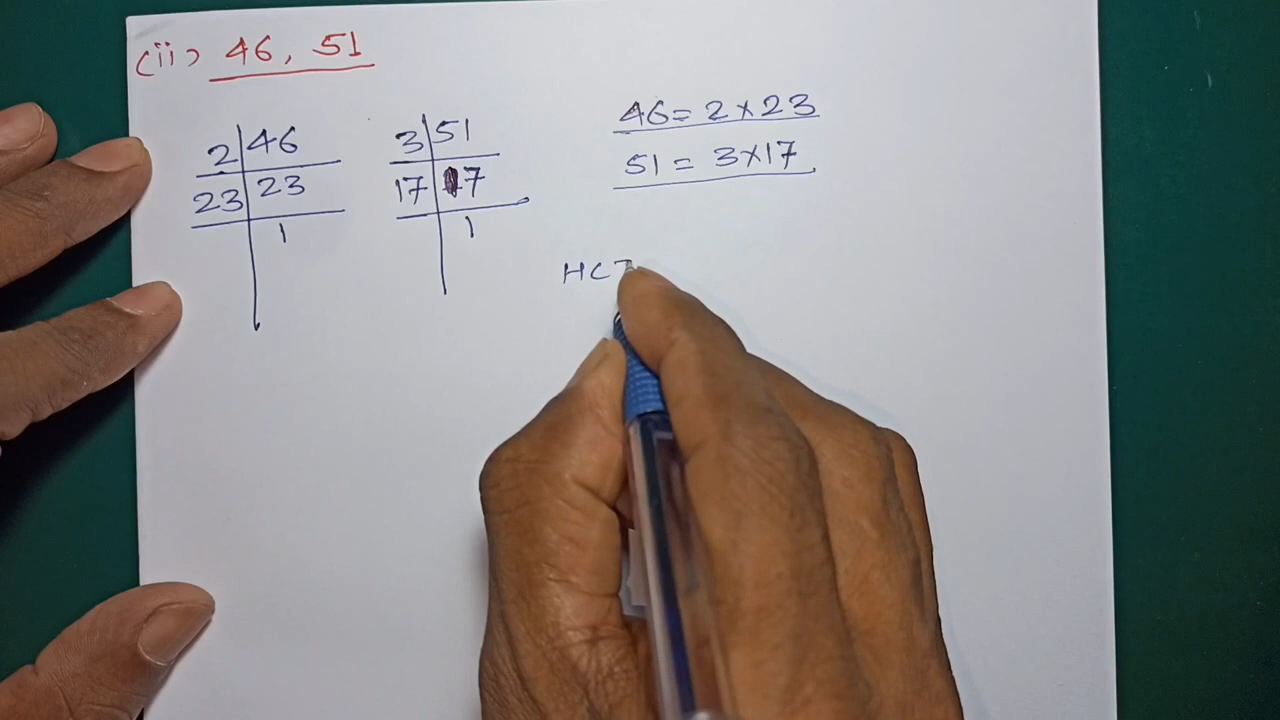 (ii) 46, 51
2 46
23 23
1
3 51
17 17
1
46 = 2 × 23
51 = 3 × 17
HCF